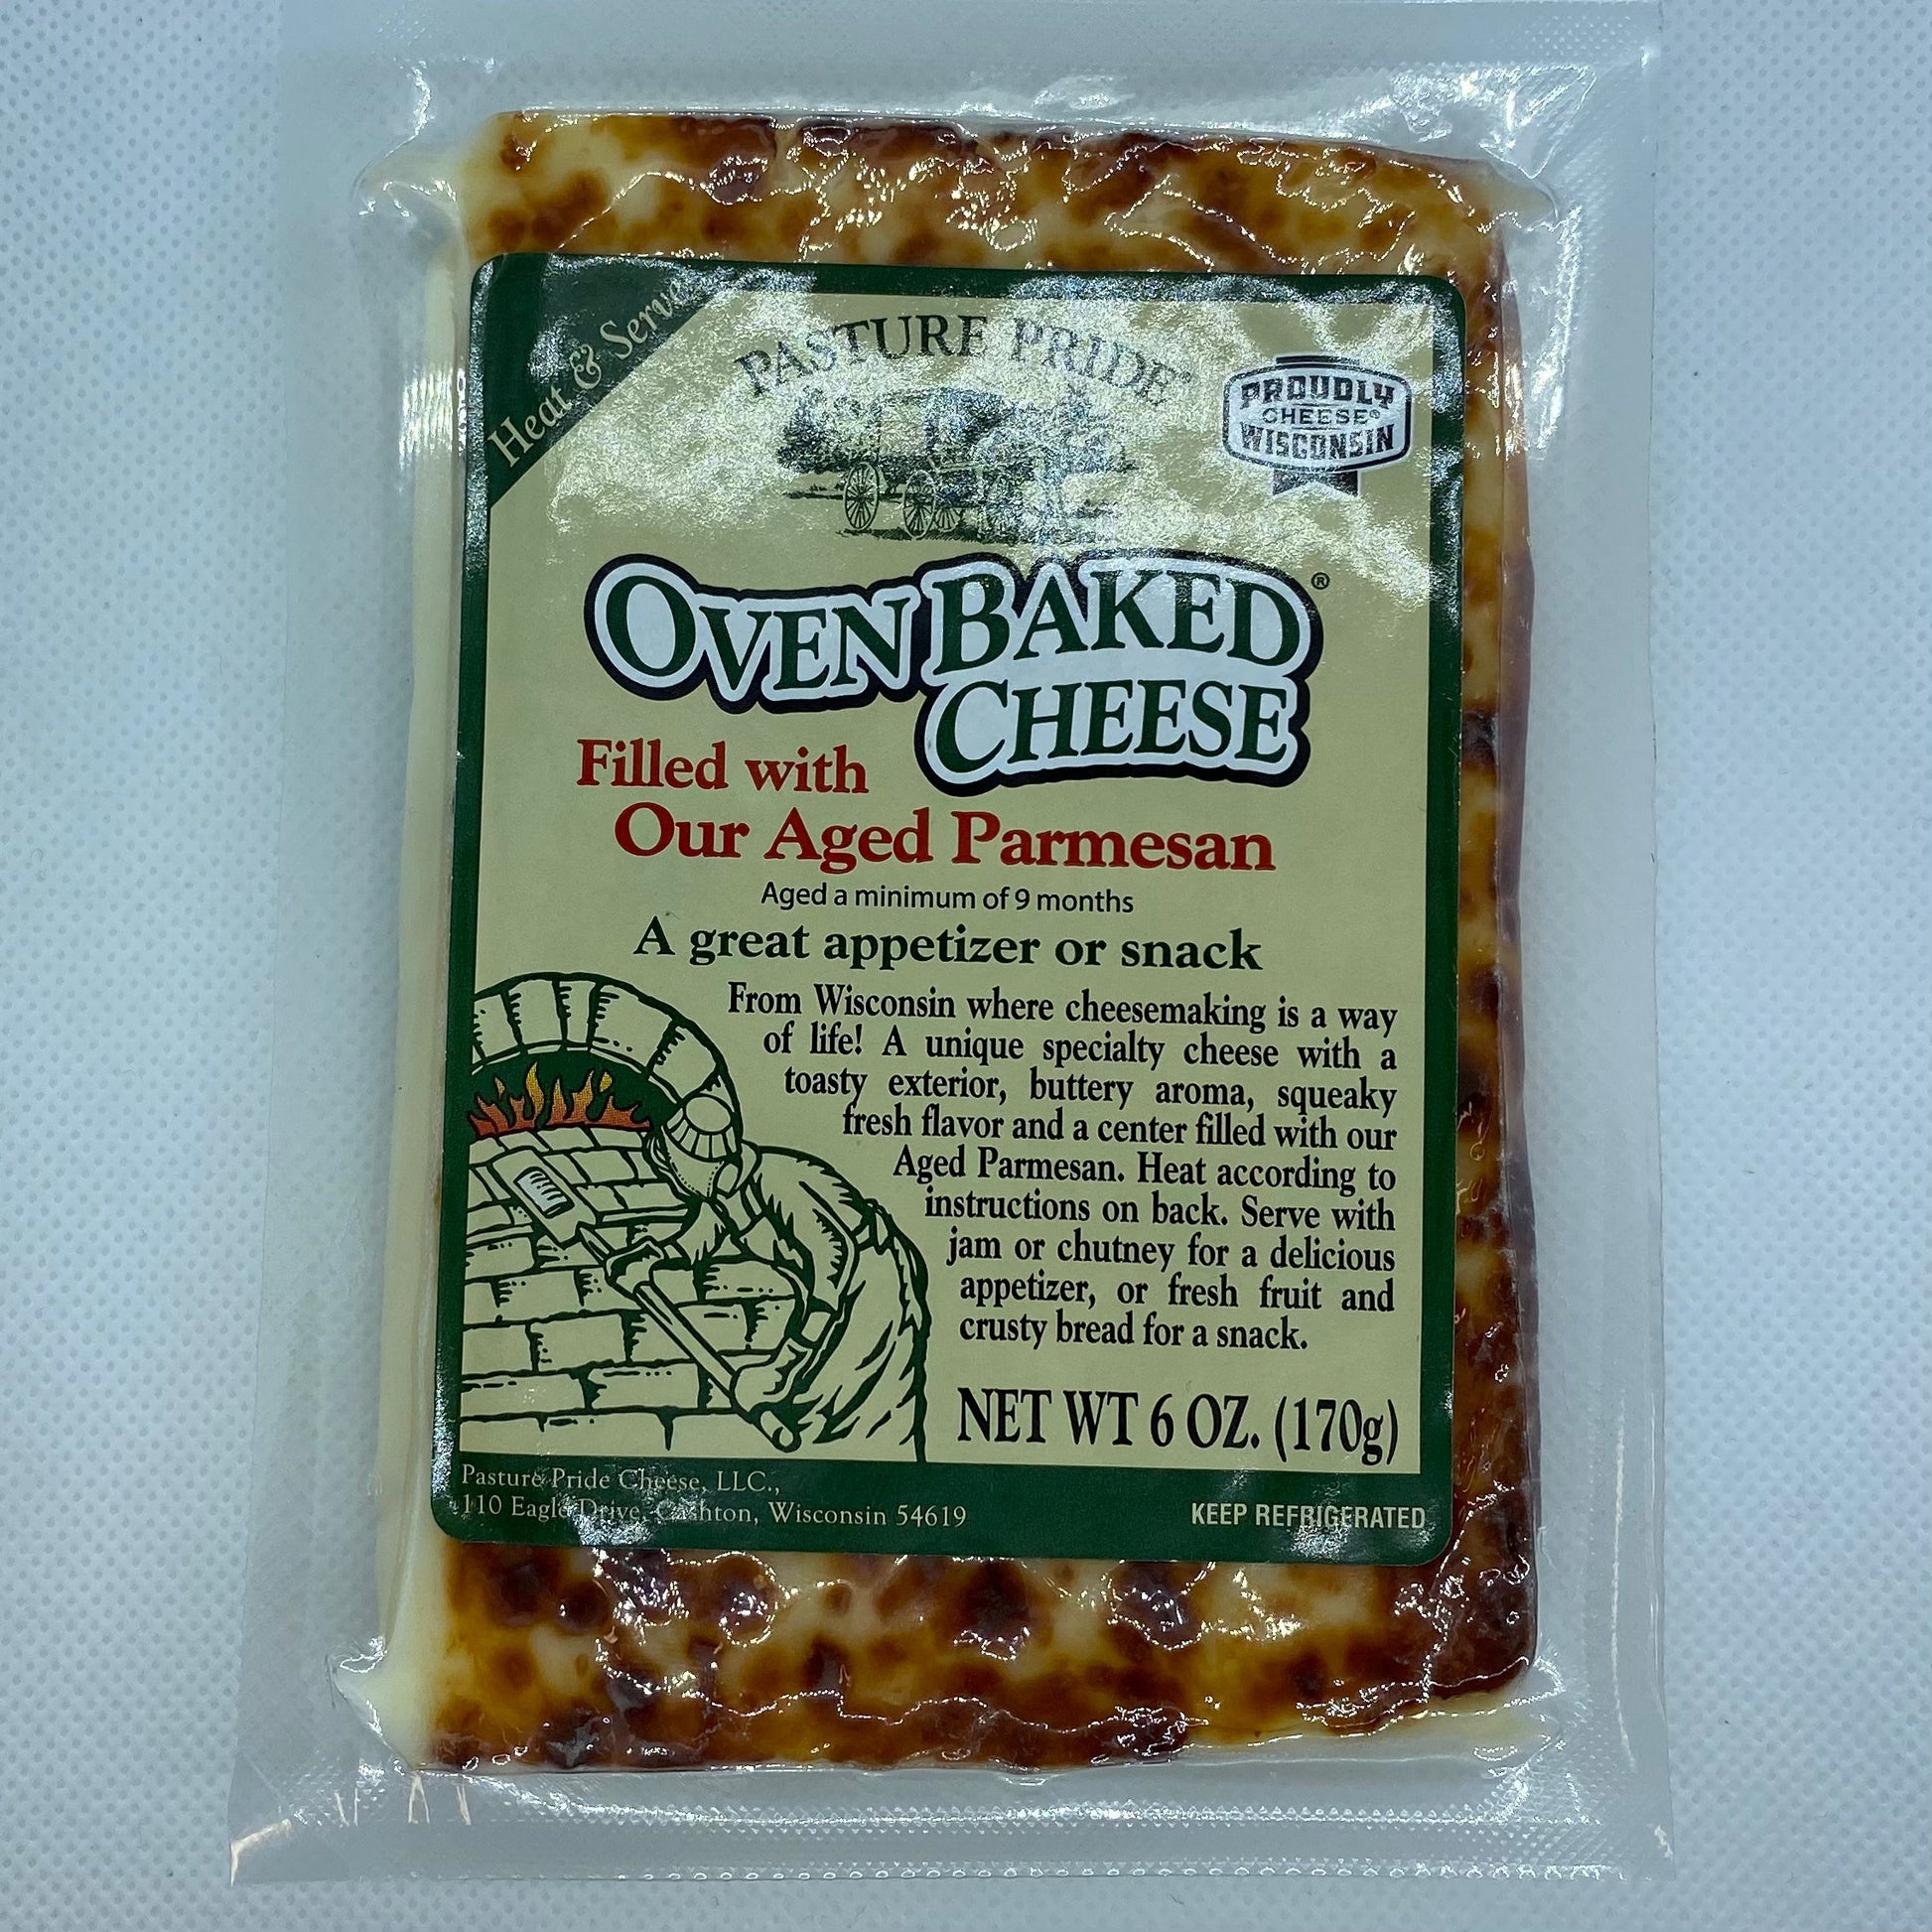 Heat & Serve
PASTURE PRIDE®
PROUDLY
CHEESE®
WISCONSIN
OVEN BAKED®
CHEESE
Filled with
Our Aged Parmesan
Aged a minimum of 9 months
A great appetizer or snack
From Wisconsin where cheesemaking is a way
of life! A unique specialty cheese with a
toasty exterior, buttery aroma, squeaky
fresh flavor and a center filled with our
Aged Parmesan. Heat according to
instructions on back. Serve with
jam or chutney for a delicious
appetizer, or fresh fruit and
crusty bread for a snack.
NET WT 6 OZ. (170g)
Pasture Pride Cheese, LLC.,
110 Eagle Drive, Cashton, Wisconsin 54619
KEEP REFRIGERATED